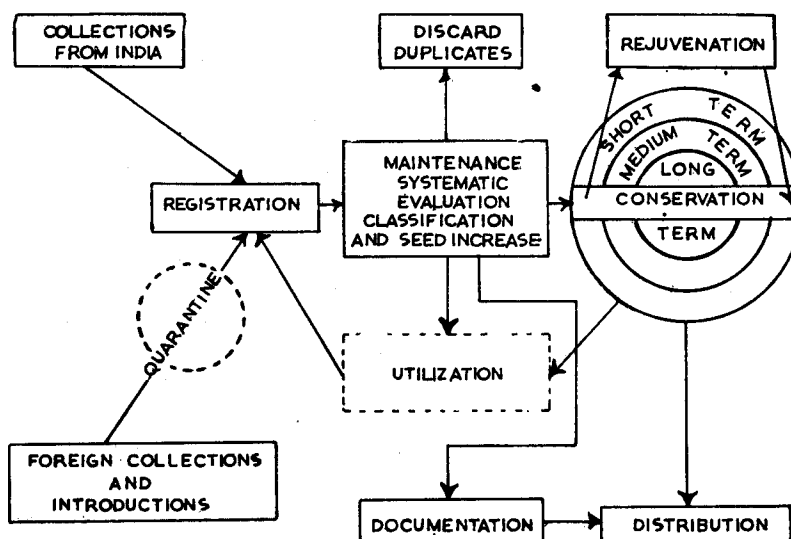 COLLECTIONS
FROM INDIA
DISCARD
DUPLICATES
REJUVENATION
SHORT TERM
MEDIUM TERM
LONG
CONSERVATION
TERM
REGISTRATION
MAINTENANCE
SYSTEMATIC
EVALUATION
CLASSIFICATION
AND SEED INCREASE
QUARANTINE
UTILIZATION
FOREIGN COLLECTIONS
AND
INTRODUCTIONS
DOCUMENTATION
DISTRIBUTION